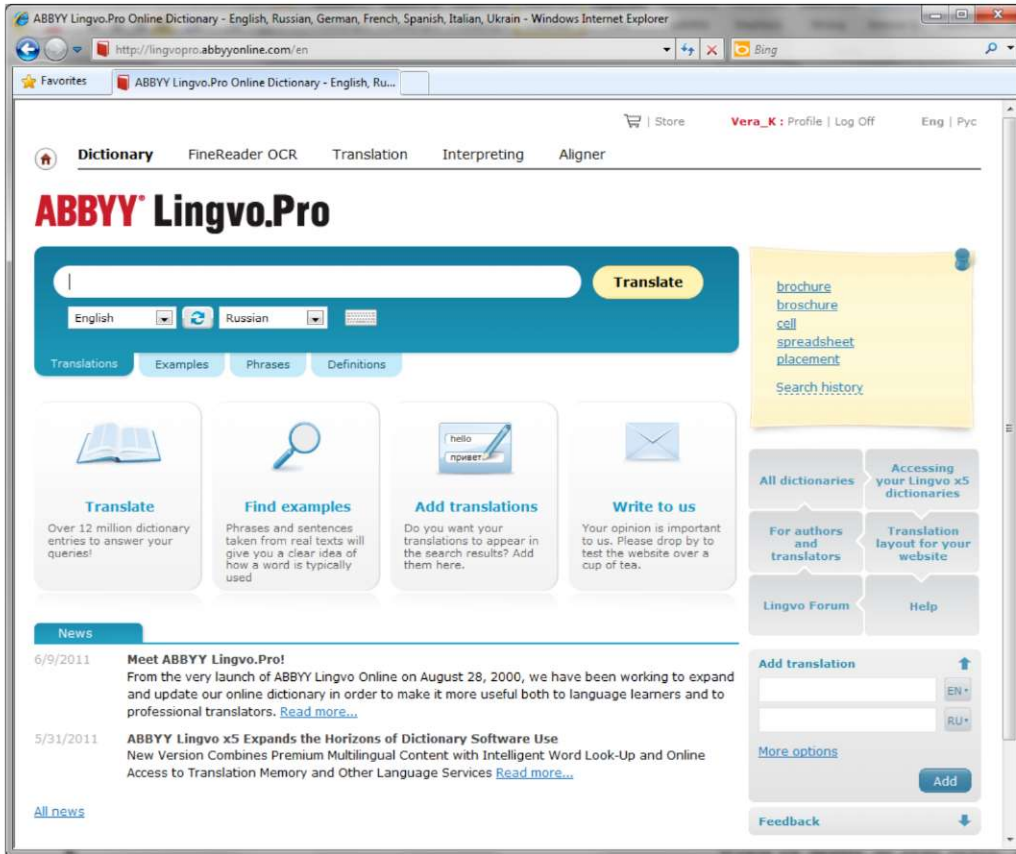 ABBYY Lingvo.Pro Online Dictionary - English, Russian, German, French, Spanish, Italian, Ukrain - Windows Internet Explorer
http://lingvopro.abbyyonline.com/en
Bing
Favorites
ABBYY Lingvo.Pro Online Dictionary - English, Ru...
Store
Vera_K : Profile | Log Off
Eng | Рус
Dictionary
FineReader OCR
Translation
Interpreting
Aligner
ABBYY® Lingvo.Pro
Translate
English
Russian
Translations
Examples
Phrases
Definitions
brochure
broschure
cell
spreadsheet
placement
Search history
Translate
Over 12 million dictionary
entries to answer your
queries!
Find examples
Phrases and sentences
taken from real texts will
give you a clear idea of
how a word is typically
used
hello
привет
Add translations
Do you want your
translations to appear in
the search results? Add
them here.
Write to us
Your opinion is important
to us. Please drop by to
test the website over a
cup of tea.
All dictionaries
Accessing
your Lingvo x5
dictionaries
For authors
and
translators
Translation
layout for your
website
Lingvo Forum
Help
News
6/9/2011
Meet ABBYY Lingvo.Pro!
From the very launch of ABBYY Lingvo Online on August 28, 2000, we have been working to expand
and update our online dictionary in order to make it more useful both to language learners and to
professional translators. Read more...
5/31/2011
ABBYY Lingvo x5 Expands the Horizons of Dictionary Software Use
New Version Combines Premium Multilingual Content with Intelligent Word Look-Up and Online
Access to Translation Memory and Other Language Services Read more...
All news
Add translation
EN
RU
More options
Add
Feedback